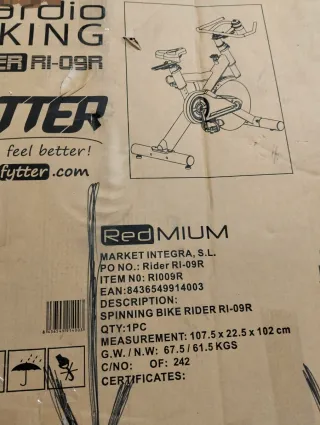 ardio
KING
ER RI-09R
TTER
feel better!
fytter.com
RedMIUM
MARKET INTEGRA, S.L.
PO NO.: Rider RI-09R
ITEM N0: RI009R
EAN:8436549914003
DESCRIPTION:
SPINNING BIKE RIDER RI-09R
QTY:1PC
MEASUREMENT: 107.5 x 22.5 x 102 cm
G.W. / N.W: 67.5 / 61.5 KGS
C/NO: OF: 242
CERTIFICATES: